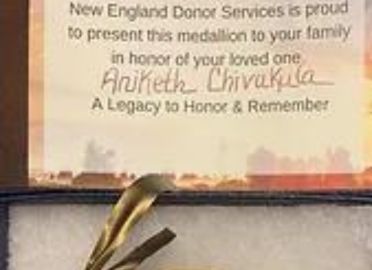 New England Donor Services is proud
to present this medallion to your family
in honor of your loved one
Aniketh Chivakula
A Legacy to Honor & Remember